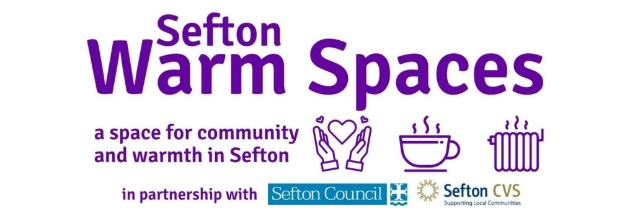 Sefton
Warm Spaces
a space for community
and warmth in Sefton
in partnership with Sefton Council Sefton CVS
Supporting Local Communities